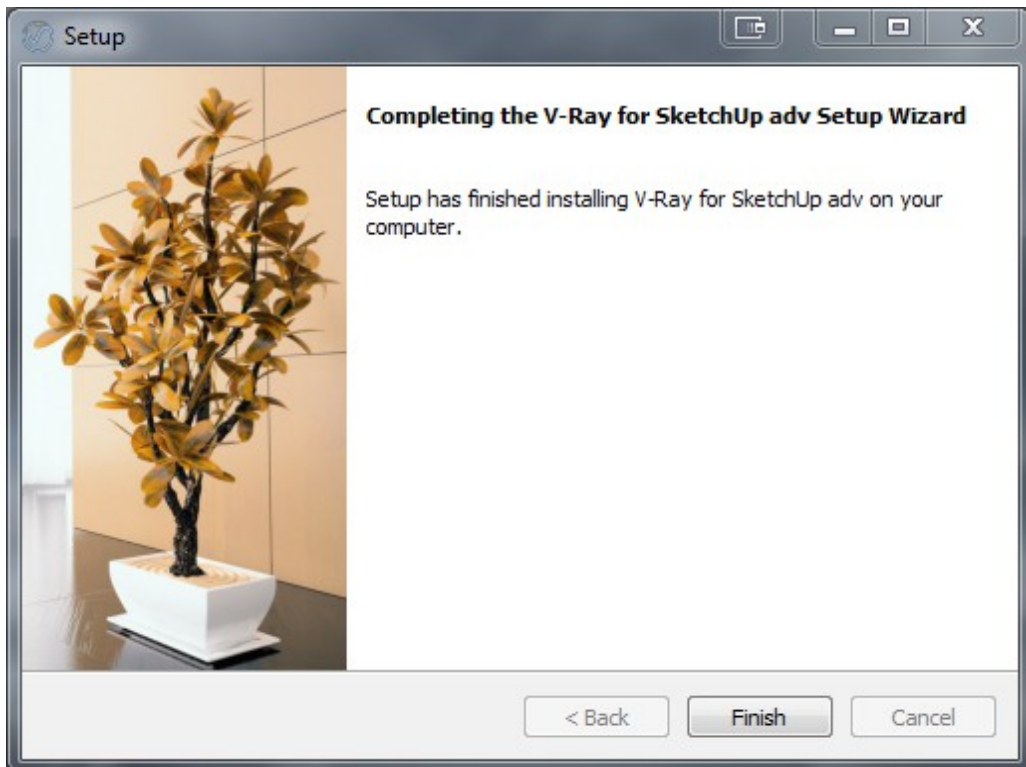 Setup
Completing the V-Ray for SketchUp adv Setup Wizard
Setup has finished installing V-Ray for SketchUp adv on your
computer.
< Back Finish Cancel